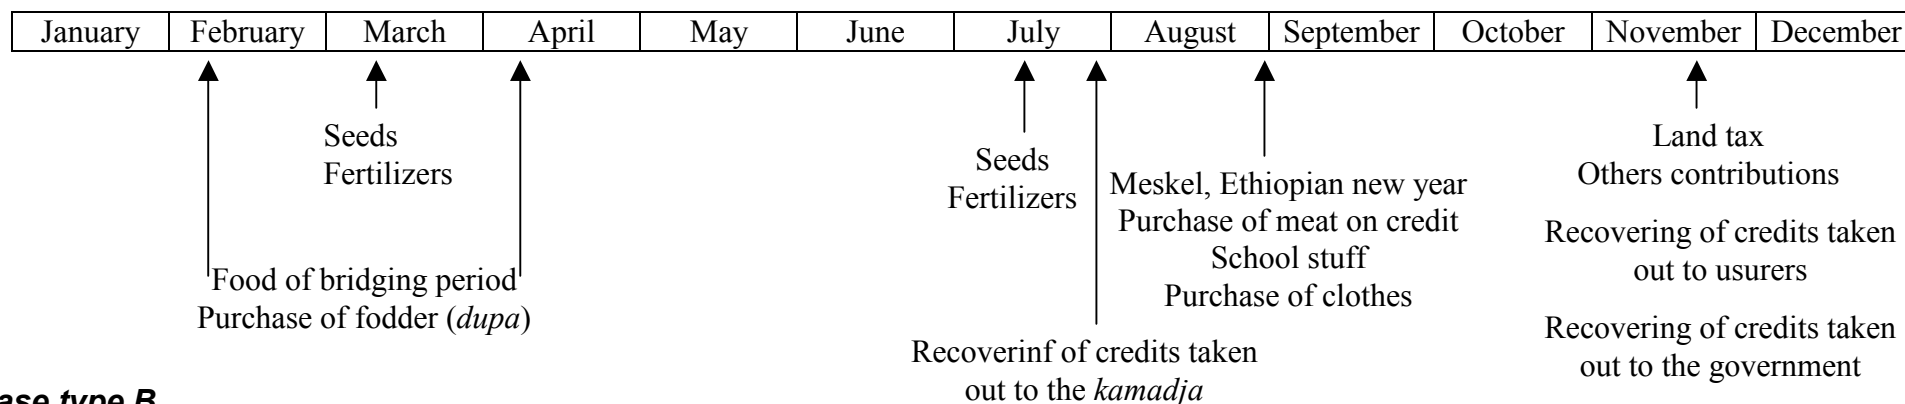 January February March April May June July August September October November December
Seeds
Fertilizers
Food of bridging period
Purchase of fodder (dupa)
Seeds
Fertilizers
Recoverinf of credits taken
out to the kamadja
Meskel, Ethiopian new year
Purchase of meat on credit
School stuff
Purchase of clothes
Land tax
Others contributions
Recovering of credits taken
out to usurers
Recovering of credits taken
out to the government
ase type B